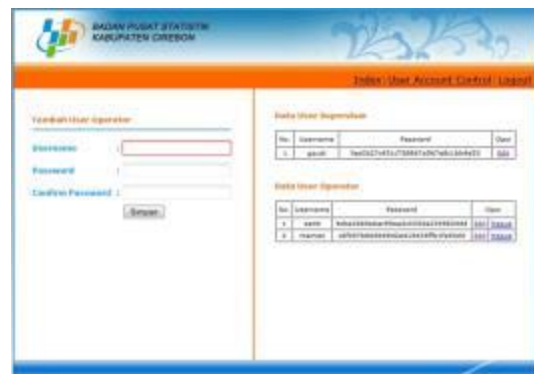 BADAN PUSAT STATISTIK
KABUPATEN CIREBON
Index | User Account Control | Logout
Tambah User Operator
Username :
Password :
Confirm Password :
Simpan
Data User Supervisor
No. Username Password Opsi
1 Edit
Data User Operator
No. Username Password Opsi
1 Edit Hapus
2 maman Edit Hapus